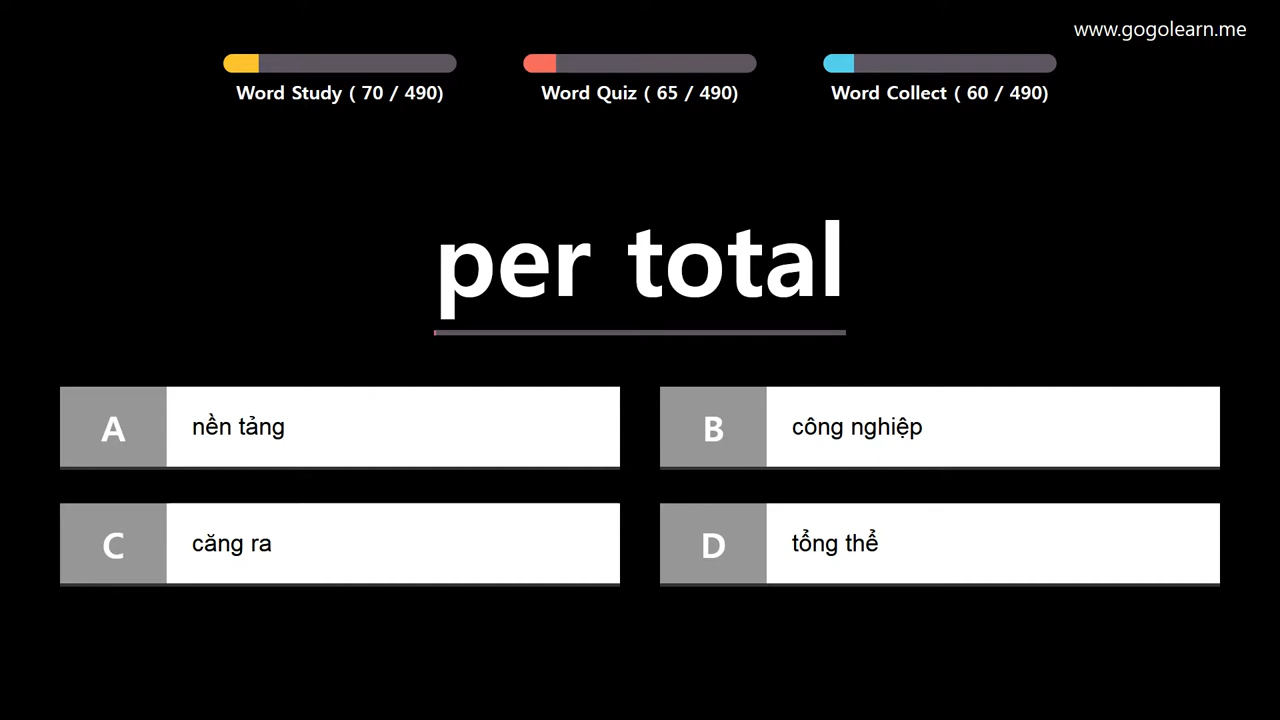 www.gogolearn.me
Word Study ( 70 / 490)
Word Quiz ( 65 / 490)
Word Collect ( 60 / 490)
per total
A
nền tảng
B
công nghiệp
C
căng ra
D
tổng thể